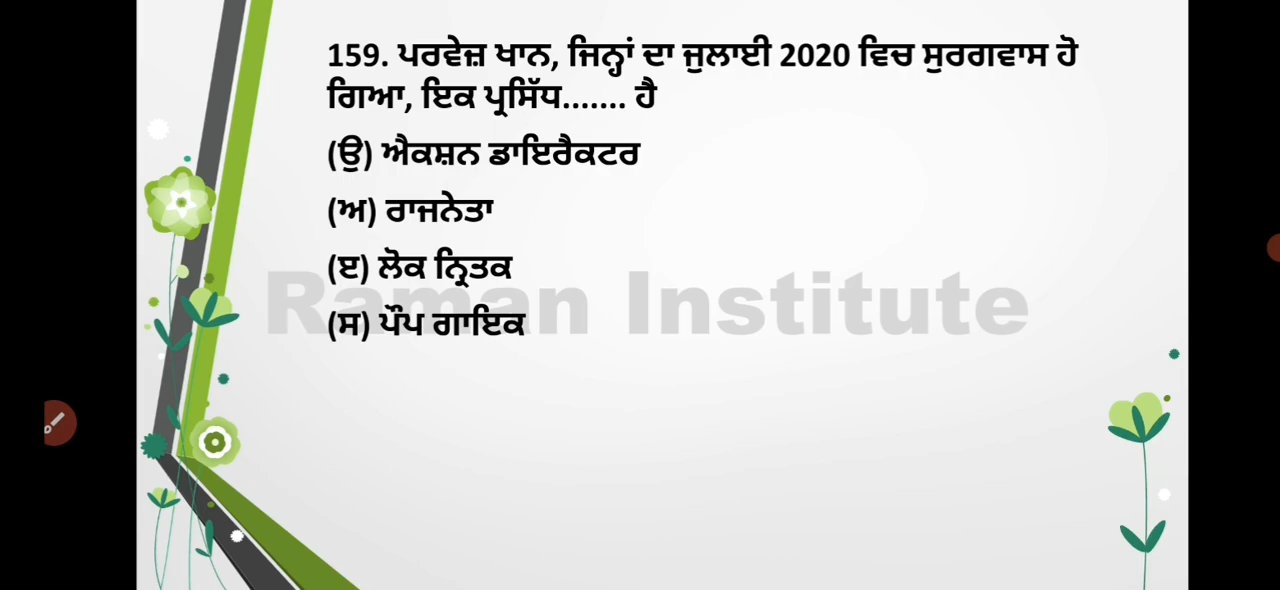 159. ਪਰਵੇਜ਼ ਖਾਨ, ਜਿਨ੍ਹਾਂ ਦਾ ਜੁਲਾਈ 2020 ਵਿਚ ਸੁਰਗਵਾਸ ਹੋ
ਗਿਆ, ਇਕ ਪ੍ਰਸਿੱਧ....... ਹੈ
(ਉ) ਐਕਸ਼ਨ ਡਾਇਰੈਕਟਰ
(ਅ) ਰਾਜਨੇਤਾ
(ੲ) ਲੋਕ ਨ੍ਰਿਤਕ
(ਸ) ਪੌਪ ਗਾਇਕ
Raman Institute